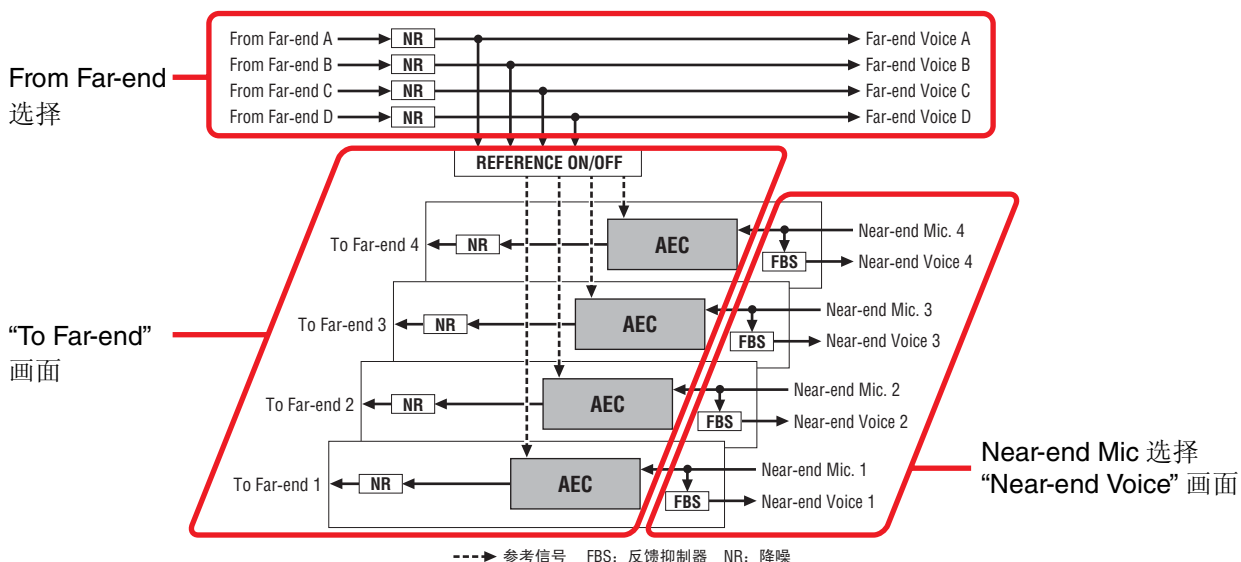 From Far-end A NR Far-end Voice A
From Far-end B NR Far-end Voice B
From Far-end C NR Far-end Voice C
From Far-end D NR Far-end Voice D
From Far-end
选择
REFERENCE ON/OFF
To Far-end 4 NR AEC Near-end Mic. 4
FBS Near-end Voice 4
To Far-end 3 NR AEC Near-end Mic. 3
FBS Near-end Voice 3
“To Far-end”
画面
To Far-end 2 NR AEC Near-end Mic. 2
FBS Near-end Voice 2
To Far-end 1 NR AEC Near-end Mic. 1
FBS Near-end Voice 1
Near-end Mic 选择
“Near-end Voice” 画面
参考信号 FBS：反馈抑制器 NR：降噪